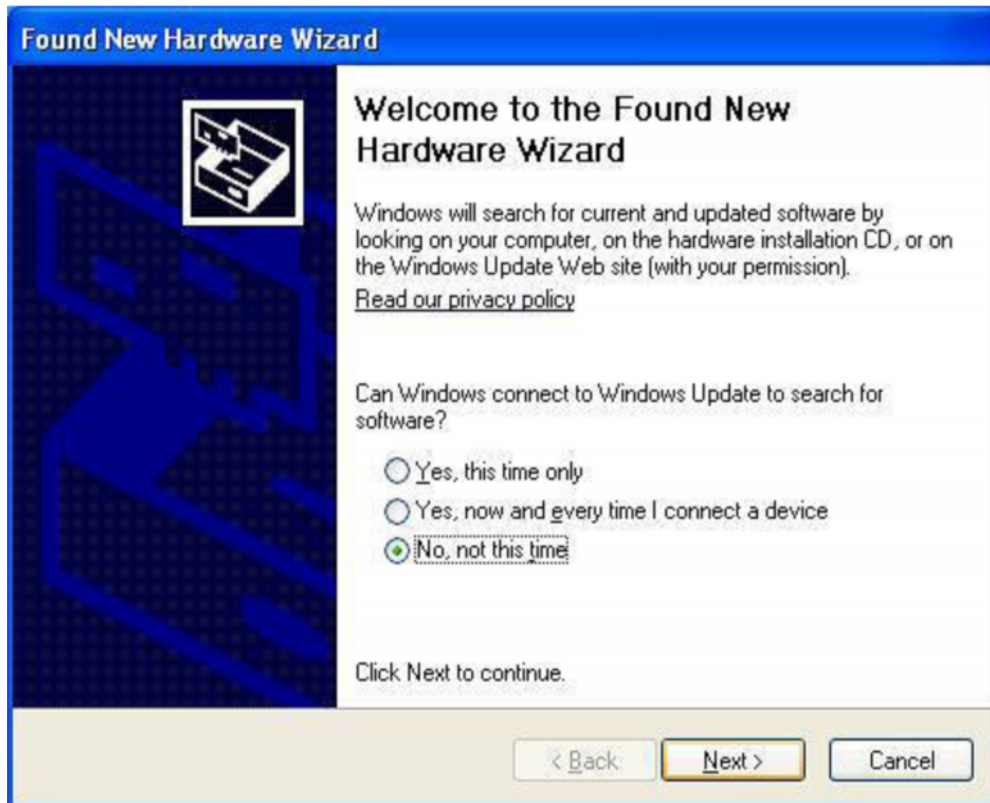 Found New Hardware Wizard
Welcome to the Found New
Hardware Wizard
Windows will search for current and updated software by
looking on your computer, on the hardware installation CD, or on
the Windows Update Web site (with your permission).
Read our privacy policy
Can Windows connect to Windows Update to search for
software?
Yes, this time only
Yes, now and every time I connect a device
No, not this time
Click Next to continue.
< Back
Next >
Cancel